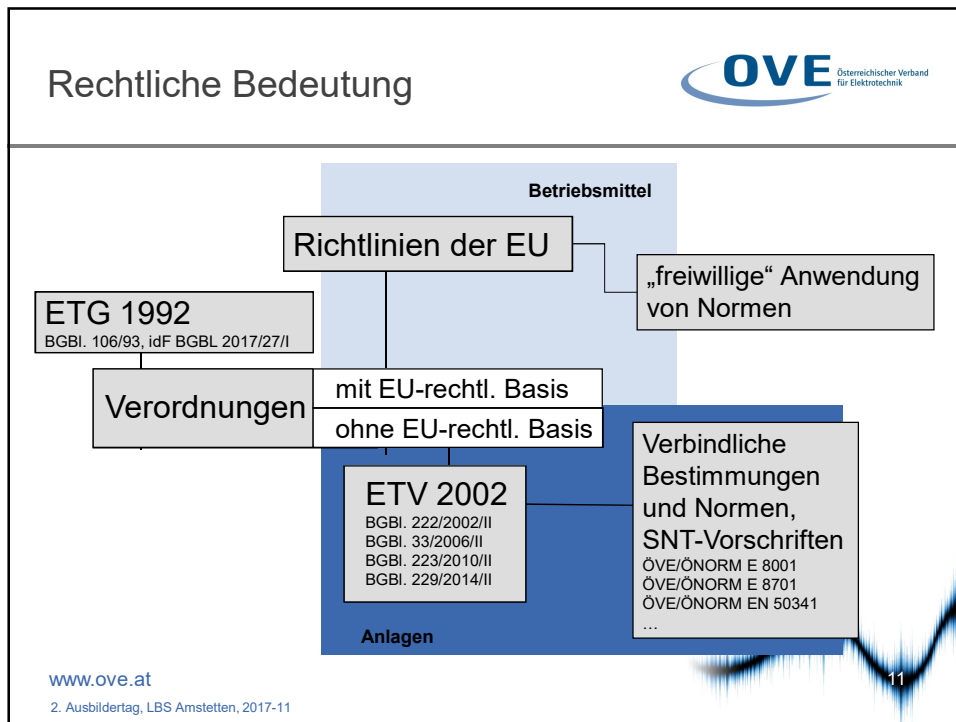 Rechtliche Bedeutung
OVE
Österreichischer Verband
für Elektrotechnik
Betriebsmittel
Richtlinien der EU
„freiwillige“ Anwendung
von Normen
ETG 1992
BGBl. 106/93, idF BGBL 2017/27/I
Verordnungen
mit EU-rechtl. Basis
ohne EU-rechtl. Basis
ETV 2002
BGBl. 222/2002/II
BGBl. 33/2006/II
BGBl. 223/2010/II
BGBl. 229/2014/II
Verbindliche
Bestimmungen
und Normen,
SNT-Vorschriften
ÖVE/ÖNORM E 8001
ÖVE/ÖNORM E 8701
ÖVE/ÖNORM EN 50341
…
Anlagen
www.ove.at
11
2. Ausbildertag, LBS Amstetten, 2017-11